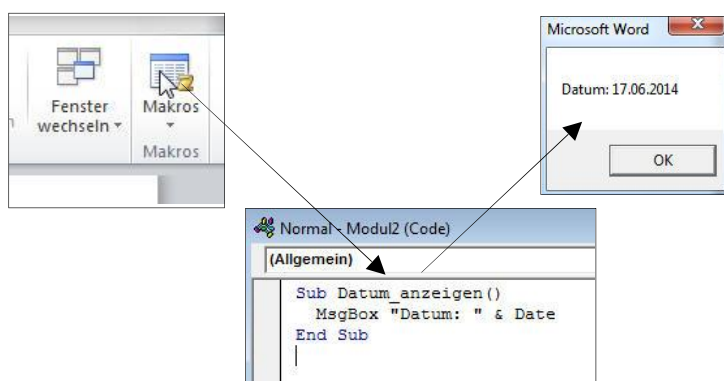 Fenster
wechseln
Makros
Makros
Microsoft Word
Datum: 17.06.2014
OK
Normal - Modul2 (Code)
(Allgemein)
Sub Datum_anzeigen()
MsgBox "Datum: " & Date
End Sub